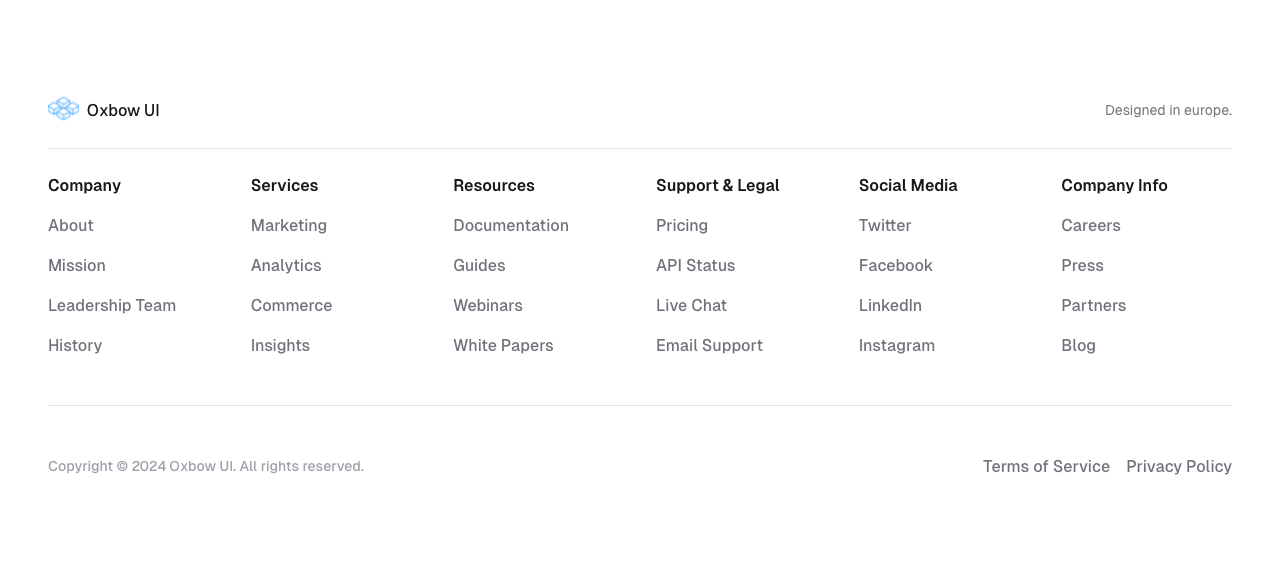 Oxbow UI
Designed in europe.
Company
About
Mission
Leadership Team
History
Services
Marketing
Analytics
Commerce
Insights
Resources
Documentation
Guides
Webinars
White Papers
Support & Legal
Pricing
API Status
Live Chat
Email Support
Social Media
Twitter
Facebook
LinkedIn
Instagram
Company Info
Careers
Press
Partners
Blog
Copyright © 2024 Oxbow UI. All rights reserved.
Terms of Service
Privacy Policy